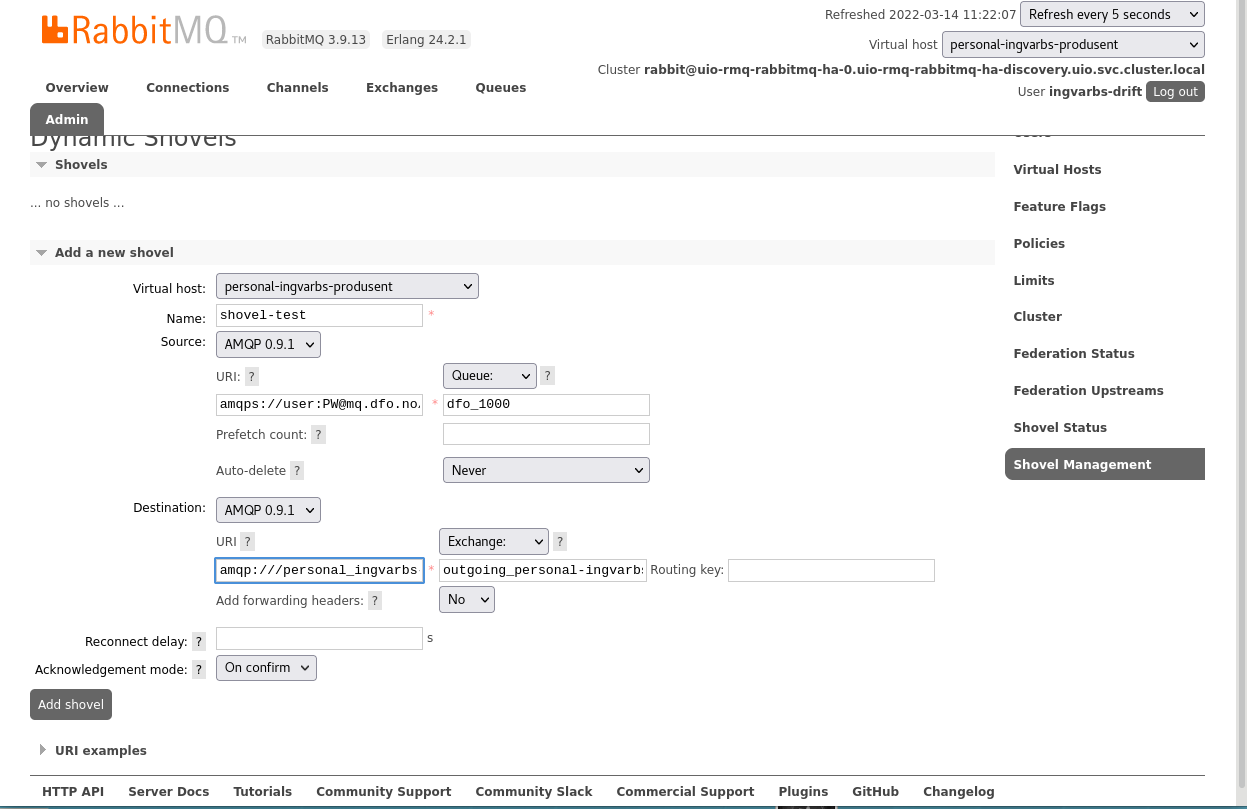 RabbitMQ TM RabbitMQ 3.9.13 Erlang 24.2.1
Refreshed 2022-03-14 11:22:07 Refresh every 5 seconds
Virtual host personal-ingvarbs-produsent
Cluster rabbit@uio-rmq-rabbitmq-ha-0.uio-rmq-rabbitmq-ha-discovery.uio.svc.cluster.local
User ingvarbs-drift Log out
Overview Connections Channels Exchanges Queues
Admin
Dynamic Shovels
Shovels
... no shovels ...
Add a new shovel
Virtual host: personal-ingvarbs-produsent
Name: shovel-test *
Source: AMQP 0.9.1
URI: ? Queue: ?
amqps://user:PW@mq.dfo.no * dfo_1000
Prefetch count: ?
Auto-delete ? Never
Destination: AMQP 0.9.1
URI ? Exchange: ?
amqp:///personal_ingvarbs * outgoing_personal-ingvarbs Routing key:
Add forwarding headers: ? No
Reconnect delay: ? s
Acknowledgement mode: ? On confirm
Add shovel
URI examples
Users
Virtual Hosts
Feature Flags
Policies
Limits
Cluster
Federation Status
Federation Upstreams
Shovel Status
Shovel Management
HTTP API Server Docs Tutorials Community Support Community Slack Commercial Support Plugins GitHub Changelog